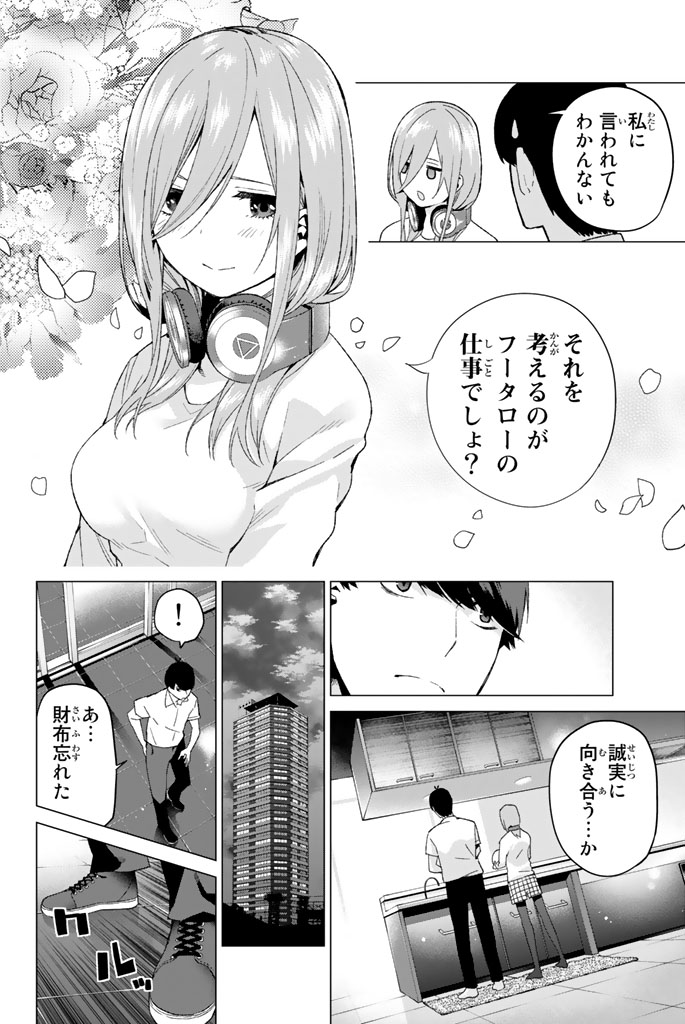 私に
言われても
わかんない
それを
考えるのが
フータローの
仕事でしょ?
誠実に
向き合う…か
!
あ…
財布忘れた
クルッ